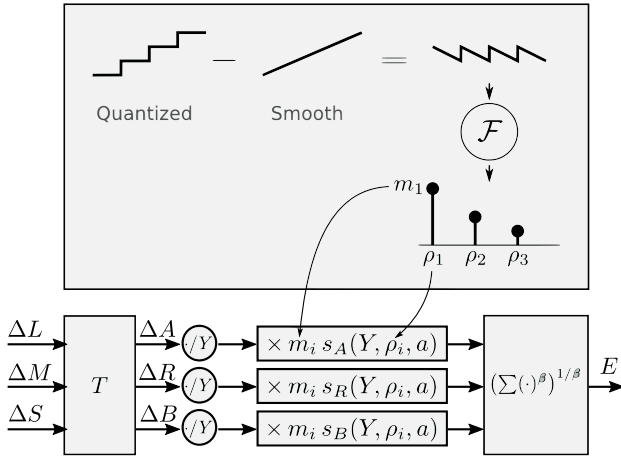 − =
Quantized Smooth
ℱ
m₁
ρ₁ ρ₂ ρ₃
ΔL ΔA ·/Y × mᵢ s_A(Y, ρᵢ, a) E
ΔM T ΔR ·/Y × mᵢ s_R(Y, ρᵢ, a) (∑(·)^β)^{1/β}
ΔS ΔB ·/Y × mᵢ s_B(Y, ρᵢ, a)